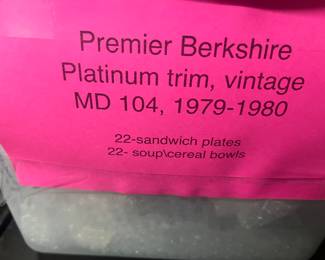 Premier Berkshire
Platinum trim, vintage
MD 104, 1979-1980
22-sandwich plates
22- soup\cereal bowls